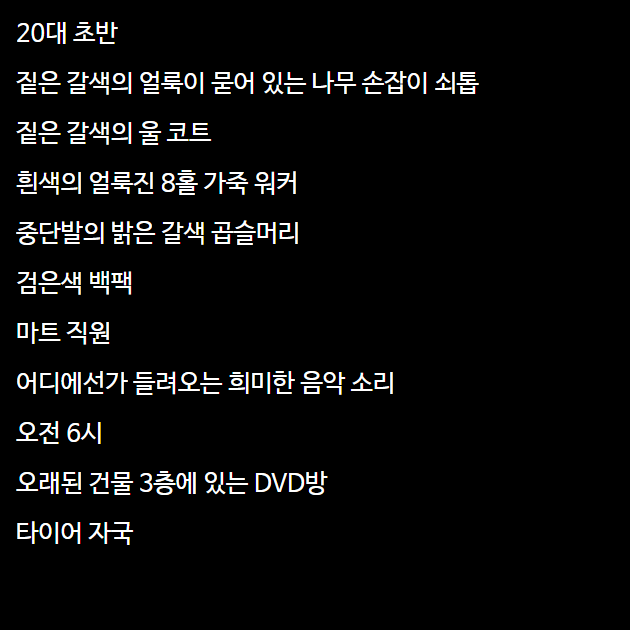 20대 초반
짙은 갈색의 얼룩이 묻어 있는 나무 손잡이 쇠톱
짙은 갈색의 울 코트
흰색의 얼룩진 8홀 가죽 워커
중단발의 밝은 갈색 곱슬머리
검은색 백팩
마트 직원
어디에선가 들려오는 희미한 음악 소리
오전 6시
오래된 건물 3층에 있는 DVD방
타이어 자국